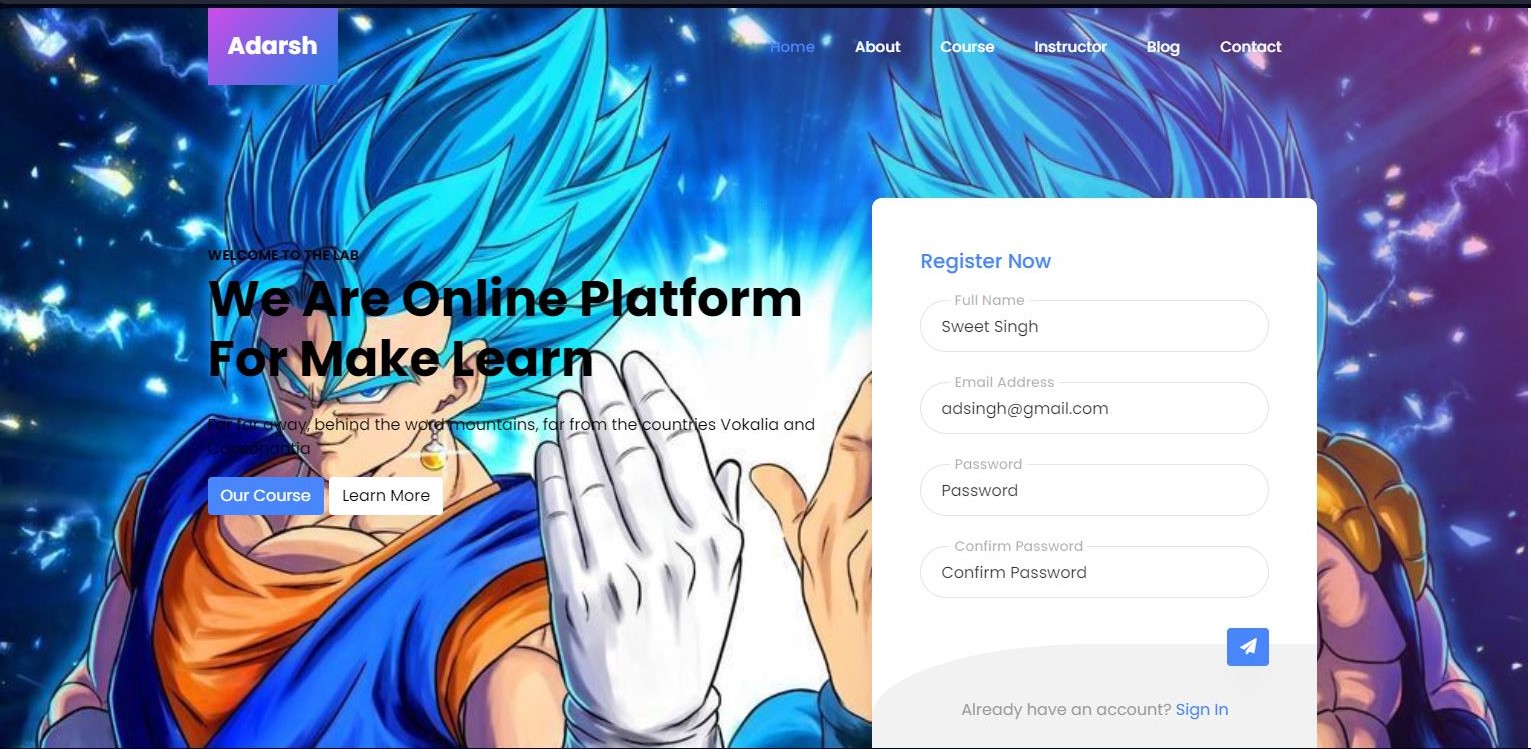 Adarsh
Home About Course Instructor Blog Contact
WELCOME TO THE LAB
We Are Online Platform
For Make Learn
Far far away, behind the word mountains, far from the countries Vokalia and
Consonantia
Our Course Learn More
Register Now
Full Name
Sweet Singh
Email Address
adsingh@gmail.com
Password
Password
Confirm Password
Confirm Password
Already have an account? Sign In